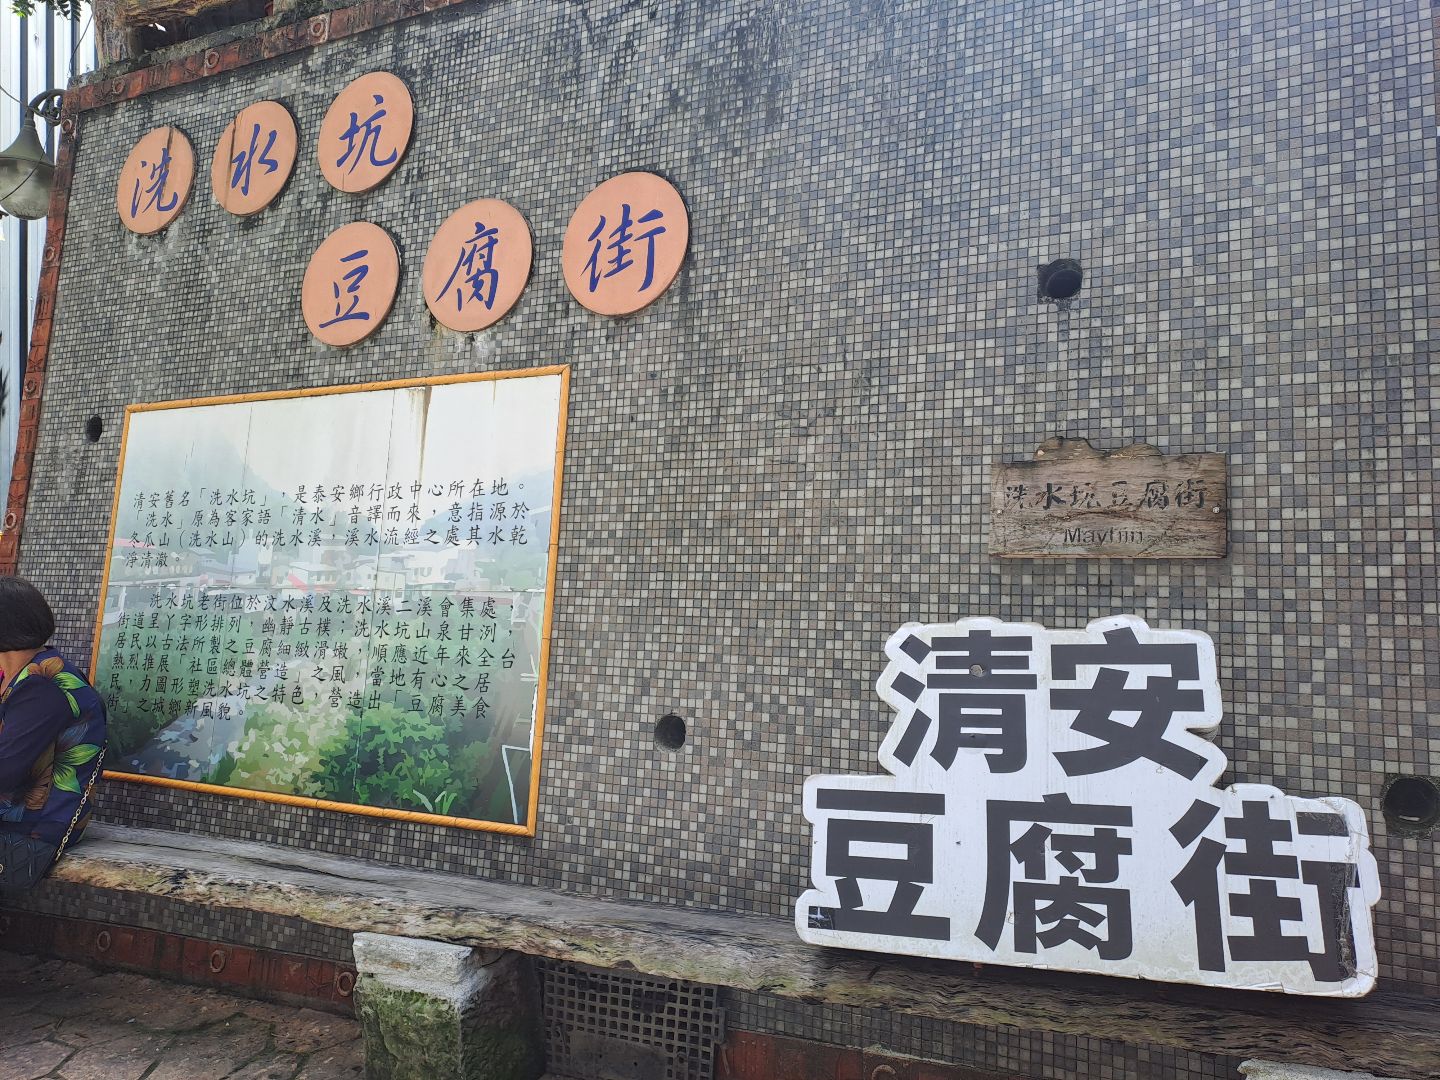 洗水坑
豆腐街
清安舊名「洗水坑」，是泰安鄉行政中心所在地。
「洗水」原為客家語「清水」音譯而來，意指源於
冬瓜山（洗水山）的洗水溪，溪水流經之處其水乾
淨清澈。
洗水坑老街位於汶水溪及洗水溪二溪會集處，
街道呈丫字形排列，幽靜古樸；洗水坑山泉甘洌，
居民以古法所製之豆腐細緻滑嫩，順應近年來全台
熱烈推展「社區總體營造」之風，當地有心之居
民，力圖形塑洗水坑之特色，營造出「豆腐美食
街」之城鄉新風貌。
洗水坑豆腐街
清安
豆腐街